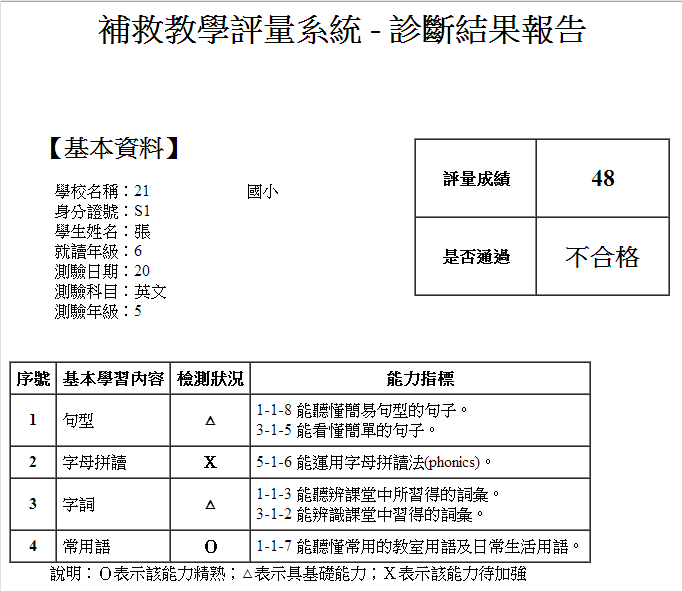 補救教學評量系統 - 診斷結果報告
【基本資料】
學校名稱：21 國小
身分證號：S1
學生姓名：張
就讀年級：6
測驗日期：20
測驗科目：英文
測驗年級：5
評量成績 48
是否通過 不合格
序號 基本學習內容 檢測狀況 能力指標
1 句型 △ 1-1-8 能聽懂簡易句型的句子。
3-1-5 能看懂簡單的句子。
2 字母拼讀 X 5-1-6 能運用字母拼讀法(phonics)。
3 字詞 △ 1-1-3 能聽辨課堂中所習得的詞彙。
3-1-2 能辨識課堂中習得的詞彙。
4 常用語 O 1-1-7 能聽懂常用的教室用語及日常生活用語。
說明：O表示該能力精熟；△表示具基礎能力；X表示該能力待加強